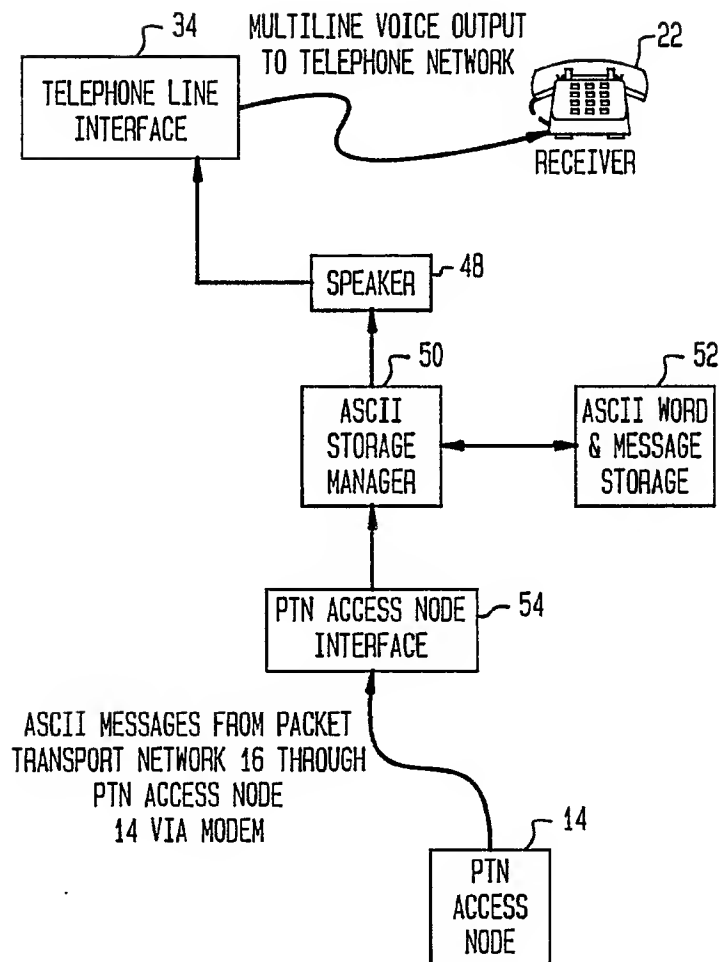 34
MULTILINE VOICE OUTPUT
TO TELEPHONE NETWORK
22
TELEPHONE LINE
INTERFACE
RECEIVER
SPEAKER
48
50
52
ASCII
STORAGE
MANAGER
ASCII WORD
& MESSAGE
STORAGE
PTN ACCESS NODE
INTERFACE
54
ASCII MESSAGES FROM PACKET
TRANSPORT NETWORK 16 THROUGH
PTN ACCESS NODE
14 VIA MODEM
14
PTN
ACCESS
NODE